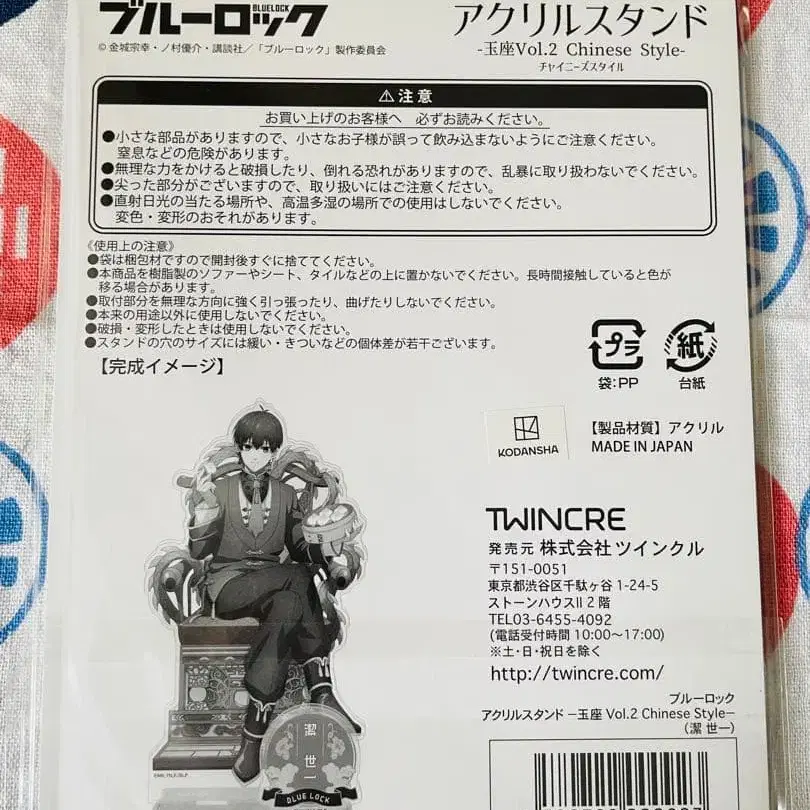 ブルーロック
BLUELOCK
© 金城宗幸・ノ村優介・講談社／「ブルーロック」製作委員会
アクリルスタンド
-玉座Vol.2 Chinese Style-
チャイニーズスタイル
⚠注意
お買い上げのお客様へ 必ずお読みください。
●小さな部品がありますので、小さなお子様が誤って飲み込まないようにご注意ください。
窒息などの危険があります。
●無理な力をかけると破損したり、倒れる恐れがありますので、乱暴に取り扱わないでください。
●尖った部分がございますので、取り扱いにはご注意ください。
●直射日光の当たる場所や、高温多湿の場所での使用はしないでください。
変色・変形のおそれがあります。
《使用上の注意》
●袋は梱包材ですので開封後すぐに捨ててください。
●本商品を樹脂製のソファーやシート、タイルなどの上に置かないでください。長時間接触していると色が
移る場合があります。
●取付部分を無理な方向に強く引っ張ったり、曲げたりしないでください。
●本来の用途以外に使用しないでください。
●破損・変形したときは使用しないでください。
●スタンドの穴のサイズには緩い・きついなどの個体差が若干ございます。
【完成イメージ】
プラ
袋:PP
紙
台紙
KODANSHA
【製品材質】アクリル
MADE IN JAPAN
TWINCRE
発売元 株式会社ツインクル
〒151-0051
東京都渋谷区千駄ヶ谷 1-24-5
ストーンハウスII 2 階
TEL03-6455-4092
(電話受付時間 10:00〜17:00)
※土・日・祝日を除く
http://twincre.com/
ブルーロック
アクリルスタンド −玉座 Vol.2 Chinese Style−
(潔 世一)
潔 世一
BLUE LOCK